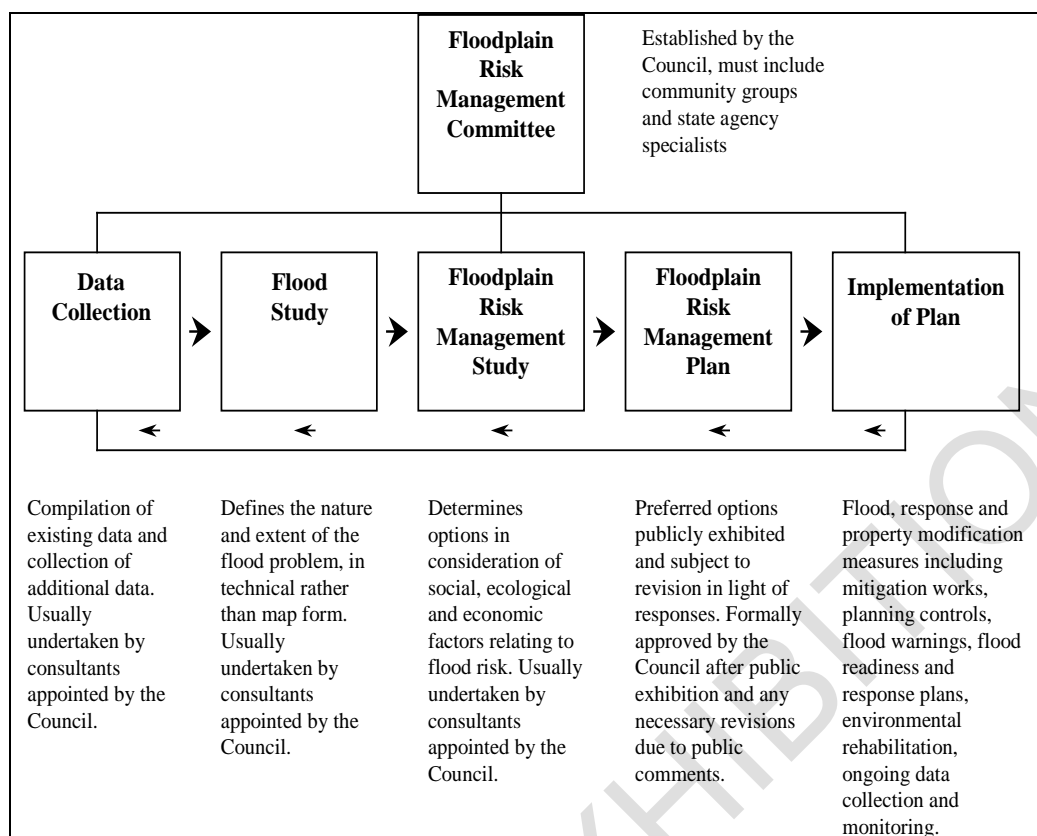 Floodplain
Risk
Management
Committee
Established by the
Council, must include
community groups
and state agency
specialists
Data
Collection
Flood
Study
Floodplain
Risk
Management
Study
Floodplain
Risk
Management
Plan
Implementation
of Plan
Compilation of
existing data and
collection of
additional data.
Usually
undertaken by
consultants
appointed by the
Council.
Defines the nature
and extent of the
flood problem, in
technical rather
than map form.
Usually
undertaken by
consultants
appointed by the
Council.
Determines
options in
consideration of
social, ecological
and economic
factors relating to
flood risk. Usually
undertaken by
consultants
appointed by the
Council.
Preferred options
publicly exhibited
and subject to
revision in light of
responses. Formally
approved by the
Council after public
exhibition and any
necessary revisions
due to public
comments.
Flood, response and
property modification
measures including
mitigation works,
planning controls,
flood warnings, flood
readiness and
response plans,
environmental
rehabilitation,
ongoing data
collection and
monitoring.